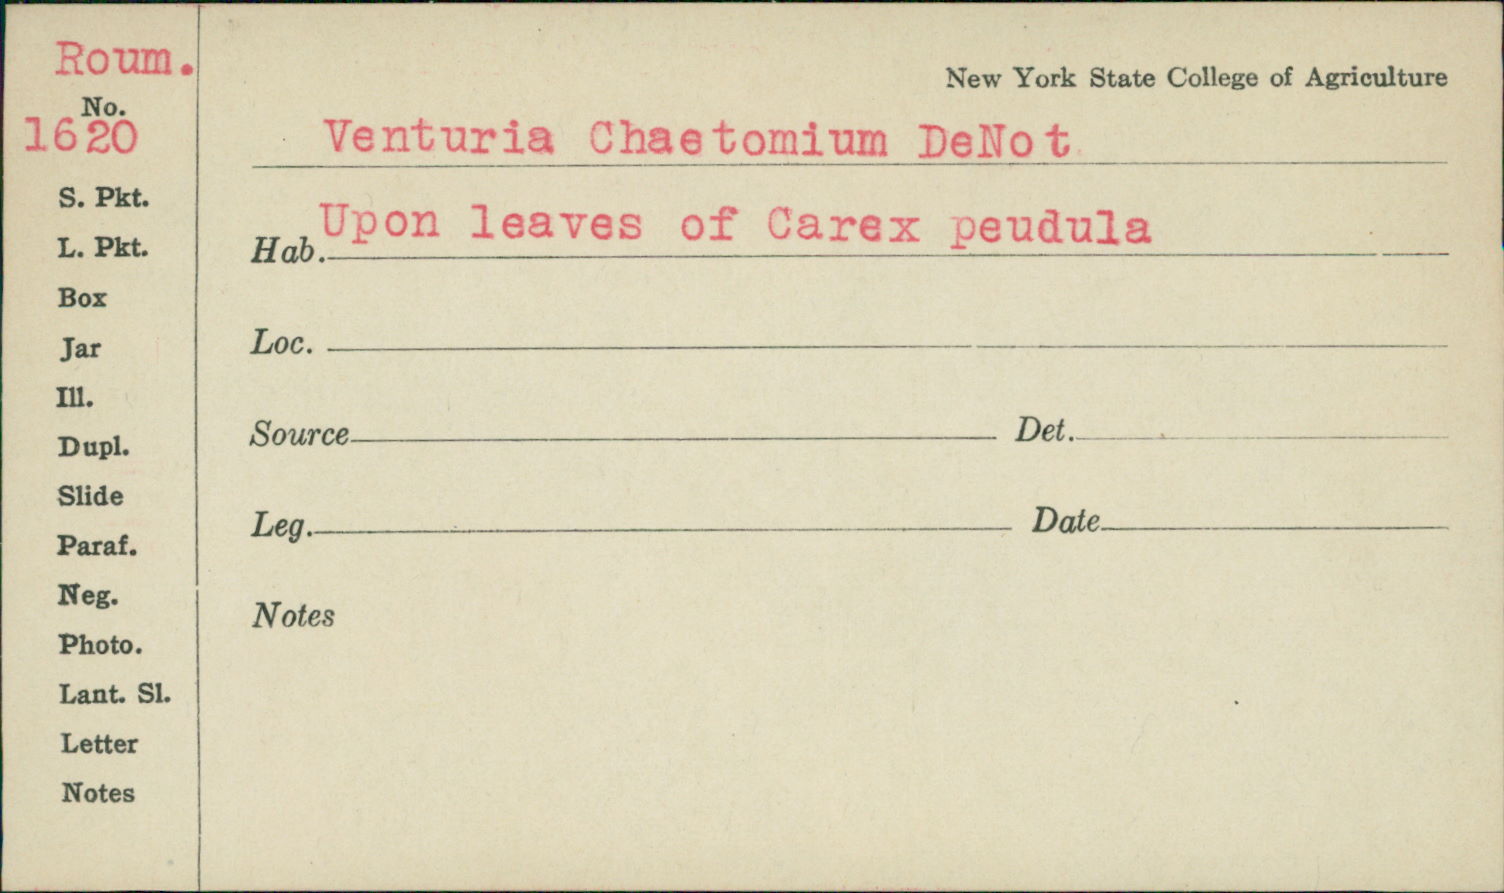 Roum.
No.
1620
S. Pkt.
L. Pkt.
Box
Jar
Ill.
Dupl.
Slide
Paraf.
Neg.
Photo.
Lant. Sl.
Letter
Notes
New York State College of Agriculture
Venturia Chaetomium DeNot
Upon leaves of Carex peudula
Hab.
Loc.
Source Det.
Leg. Date
Notes